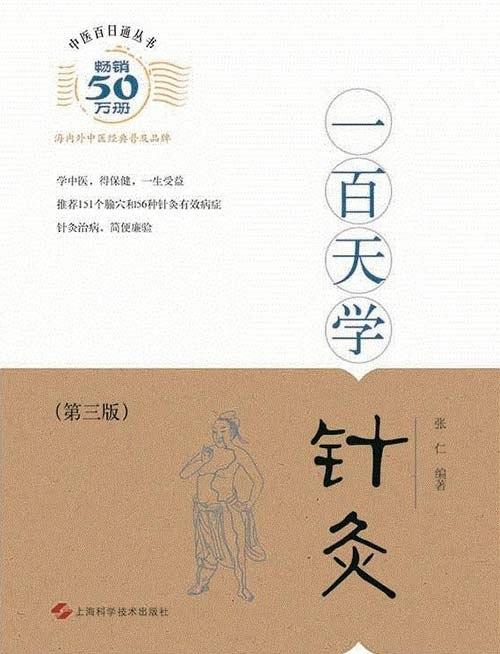 中医百日通丛书
畅销
50
万册
海内外中医经典普及品牌
学中医，得保健，一生受益
推荐151个腧穴和56种针灸有效病症
针灸治病，简便廉验
一百天学
针灸
（第三版）
张仁 编著
上海科学技术出版社